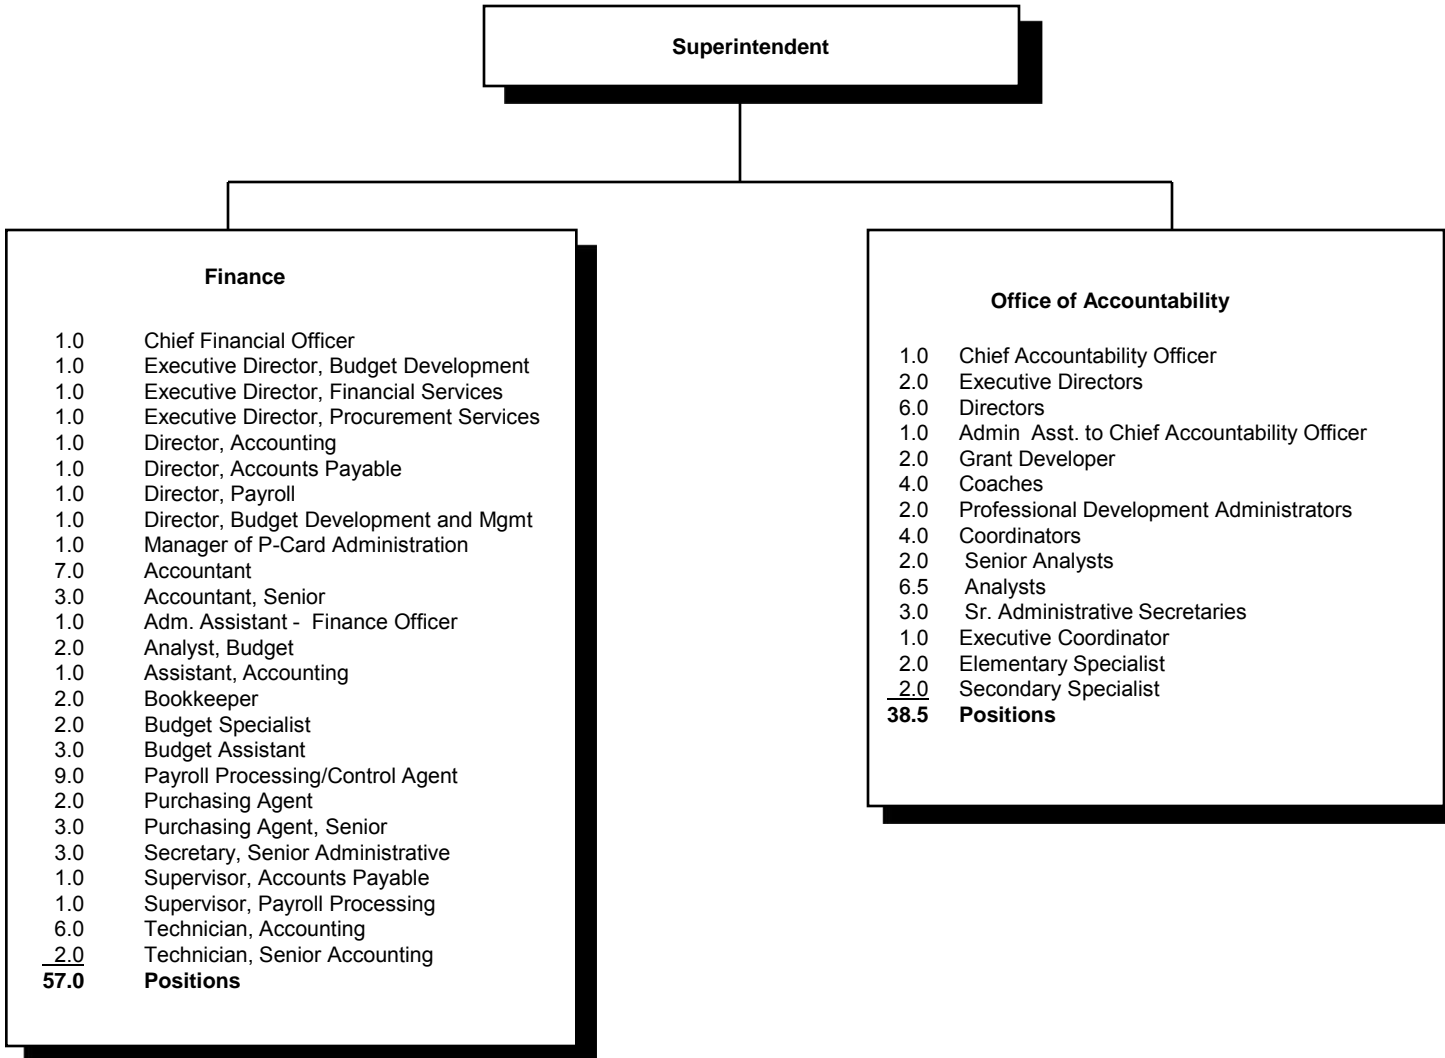 Superintendent
Finance
1.0 Chief Financial Officer
1.0 Executive Director, Budget Development
1.0 Executive Director, Financial Services
1.0 Executive Director, Procurement Services
1.0 Director, Accounting
1.0 Director, Accounts Payable
1.0 Director, Payroll
1.0 Director, Budget Development and Mgmt
1.0 Manager of P-Card Administration
7.0 Accountant
3.0 Accountant, Senior
1.0 Adm. Assistant - Finance Officer
2.0 Analyst, Budget
1.0 Assistant, Accounting
2.0 Bookkeeper
2.0 Budget Specialist
3.0 Budget Assistant
9.0 Payroll Processing/Control Agent
2.0 Purchasing Agent
3.0 Purchasing Agent, Senior
3.0 Secretary, Senior Administrative
1.0 Supervisor, Accounts Payable
1.0 Supervisor, Payroll Processing
6.0 Technician, Accounting
2.0 Technician, Senior Accounting
57.0 Positions
Office of Accountability
1.0 Chief Accountability Officer
2.0 Executive Directors
6.0 Directors
1.0 Admin Asst. to Chief Accountability Officer
2.0 Grant Developer
4.0 Coaches
2.0 Professional Development Administrators
4.0 Coordinators
2.0 Senior Analysts
6.5 Analysts
3.0 Sr. Administrative Secretaries
1.0 Executive Coordinator
2.0 Elementary Specialist
2.0 Secondary Specialist
38.5 Positions